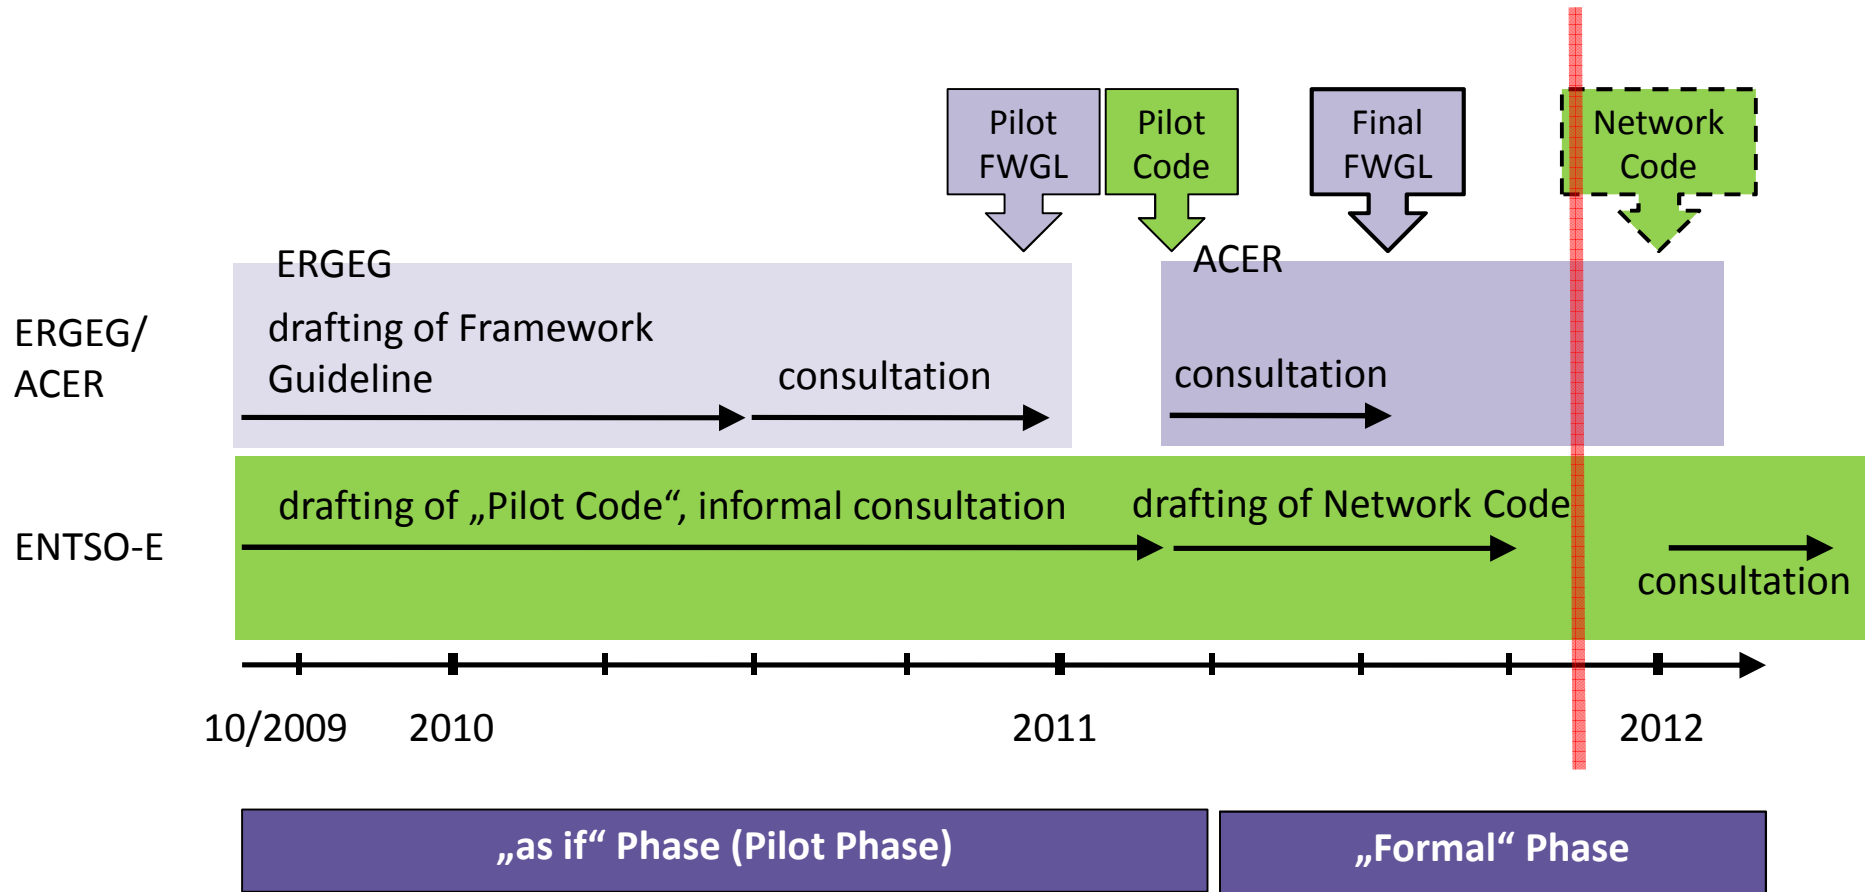 Pilot
FWGL
Pilot
Code
Final
FWGL
Network
Code
ERGEG
ACER
ERGEG/
ACER
drafting of Framework
Guideline
consultation
consultation
ENTSO-E
drafting of „Pilot Code“, informal consultation
drafting of Network Code
consultation
10/2009
2010
2011
2012
„as if“ Phase (Pilot Phase)
„Formal“ Phase